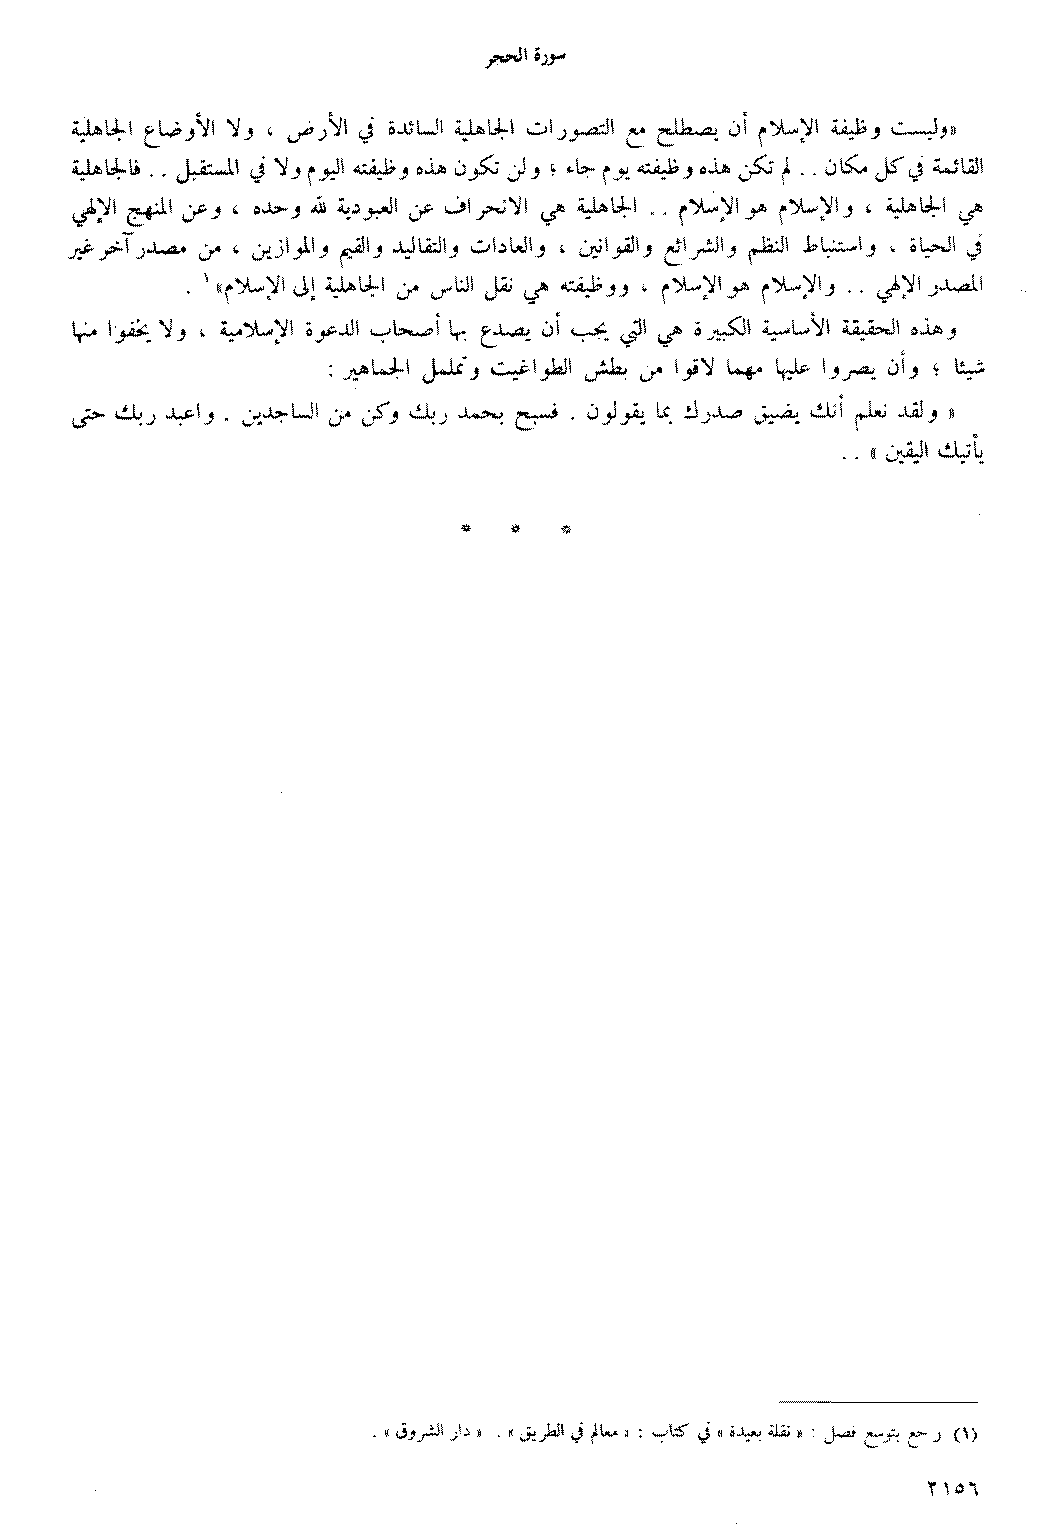 سورة الحجر
«وليست وظيفة الإسلام أن يصطلح مع التصورات الجاهلية السائدة في الأرض ، ولا الأوضاع الجاهلية
القائمة في كل مكان .. لم تكن هذه وظيفته يوم جاء ؛ ولن تكون هذه وظيفته اليوم ولا في المستقبل .. فالجاهلية
هي الجاهلية ، والإسلام هو الإسلام .. الجاهلية هي الانحراف عن العبودية لله وحده ، وعن المنهج الإلهي
في الحياة ، واستنباط النظم والشرائع والقوانين ، والعادات والتقاليد والقيم والموازين ، من مصدر آخر غير
المصدر الإلهي .. والإسلام هو الإسلام ، ووظيفته هي نقل الناس من الجاهلية إلى الإسلام»١ .
وهذه الحقيقة الأساسية الكبيرة هي التي يجب أن يصدع بها أصحاب الدعوة الإسلامية ، ولا يخفوا منها
شيئا ؛ وأن يصروا عليها مهما لاقوا من بطش الطواغيت وتململ الجماهير :
« ولقد نعلم أنك يضيق صدرك بما يقولون . فسبح بحمد ربك وكن من الساجدين . واعبد ربك حتى
يأتيك اليقين » ..
* * *
(١) رجع بتوسع فصل : « نقلة بعيدة » في كتاب : « معالم في الطريق» . « دار الشروق» .
٢١٥٦